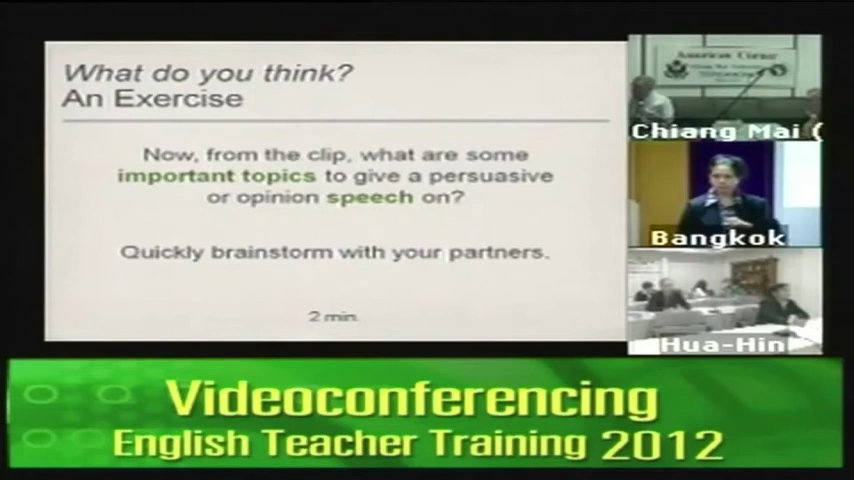 What do you think?
An Exercise
Now, from the clip, what are some
important topics to give a persuasive
or opinion speech on?
Quickly brainstorm with your partners.
2 min.
American Corner
Chiang Mai (
Bangkok
Hua-Hin
Videoconferencing
English Teacher Training 2012